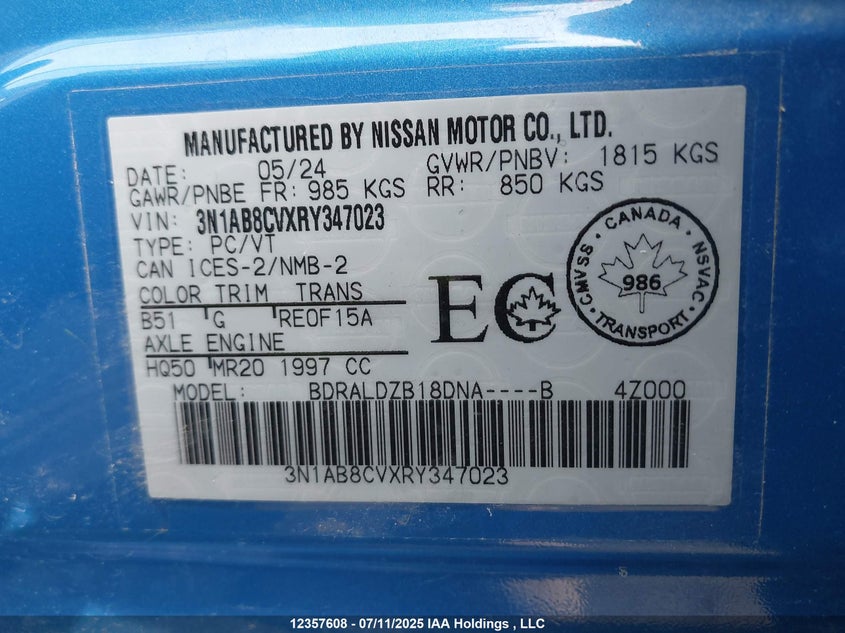 MANUFACTURED BY NISSAN MOTOR CO., LTD.
DATE: 05/24 GVWR/PNBV: 1815 KGS
GAWR/PNBE FR: 985 KGS RR: 850 KGS
VIN: 3N1AB8CVXRY347023
TYPE: PC/VT
CAN ICES-2/NMB-2
COLOR TRIM TRANS
B51 G RE0F15A
AXLE ENGINE
HQ50 MR20 1997 CC
EC
CANADA
CMVSS
NSVAC
986
TRANSPORT
MODEL: BDRALDZB18DNA----B 4Z000
3N1AB8CVXRY347023
12357608 - 07/11/2025 IAA Holdings , LLC